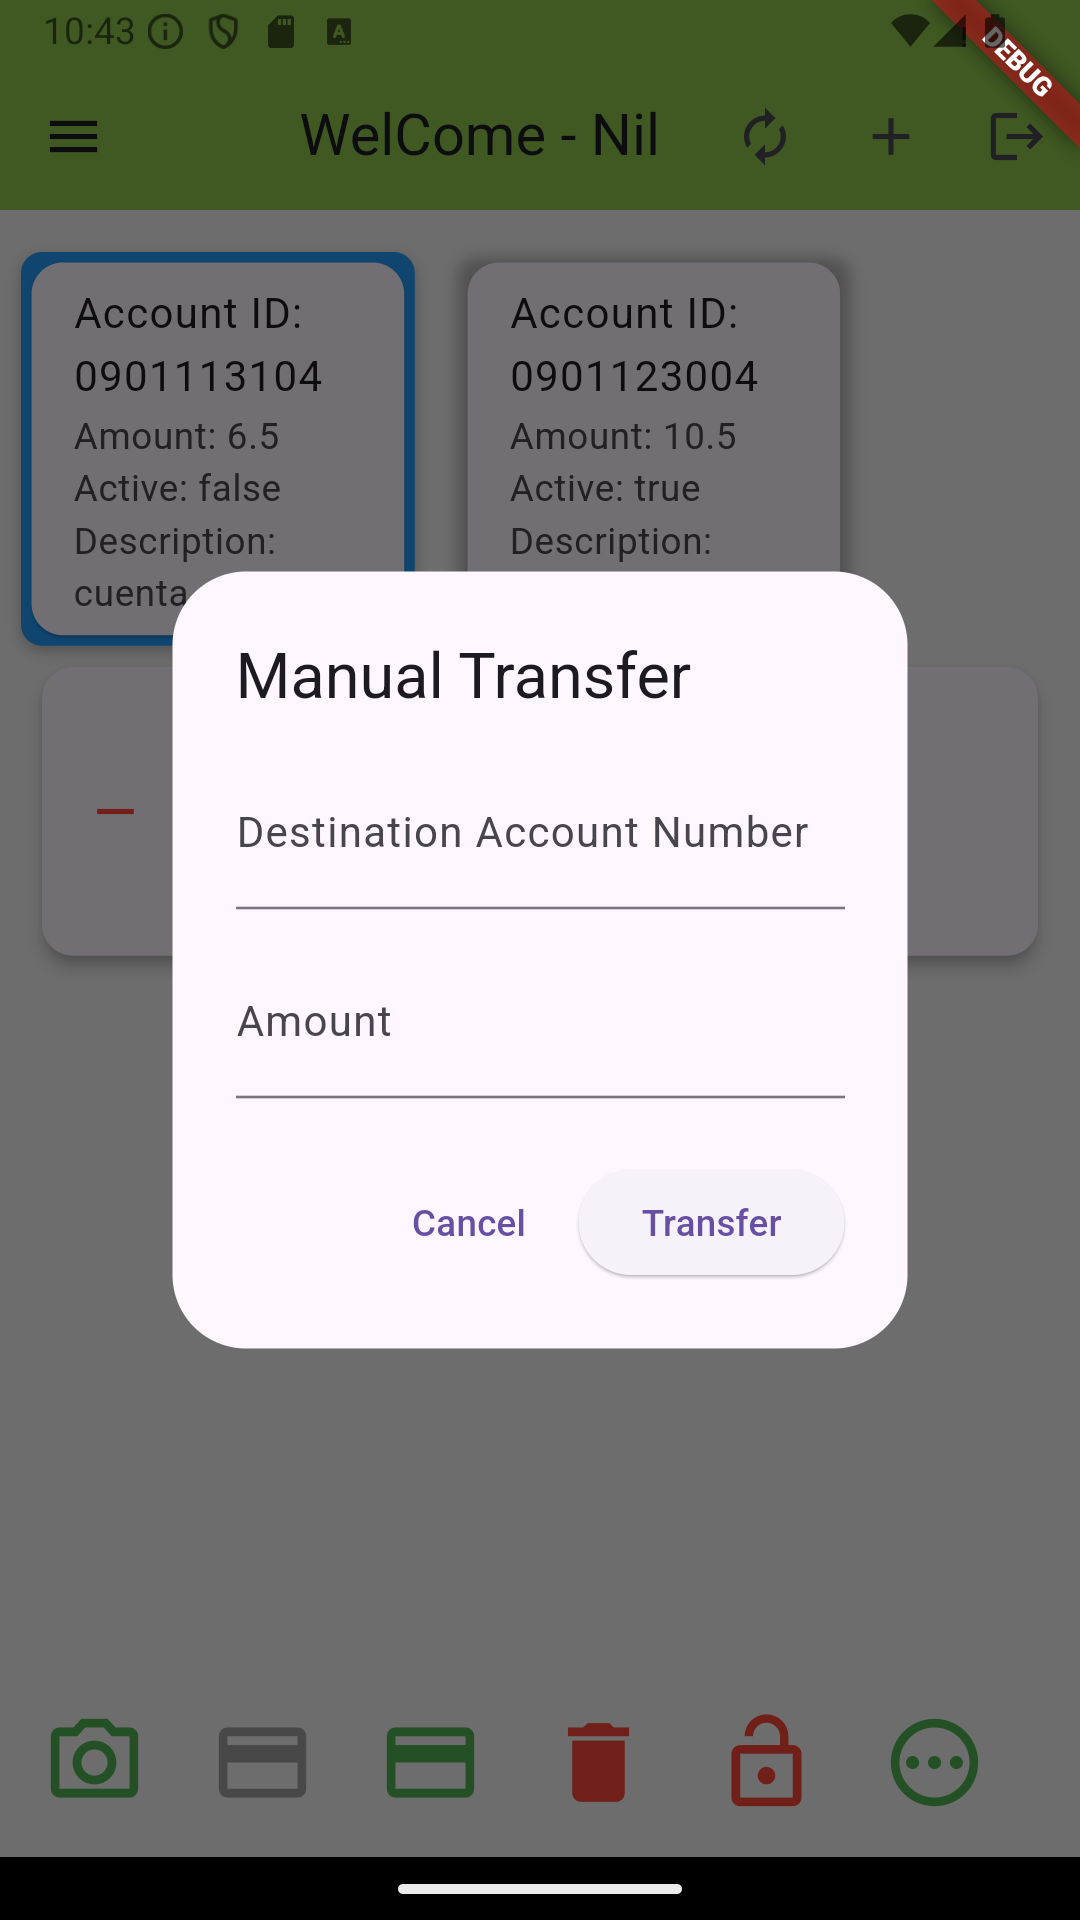 10:43
DEBUG
WelCome - Nil
Account ID:
0901113104
Amount: 6.5
Active: false
Description:
cuenta
Account ID:
0901123004
Amount: 10.5
Active: true
Description:
Manual Transfer
Destination Account Number
Amount
Cancel
Transfer